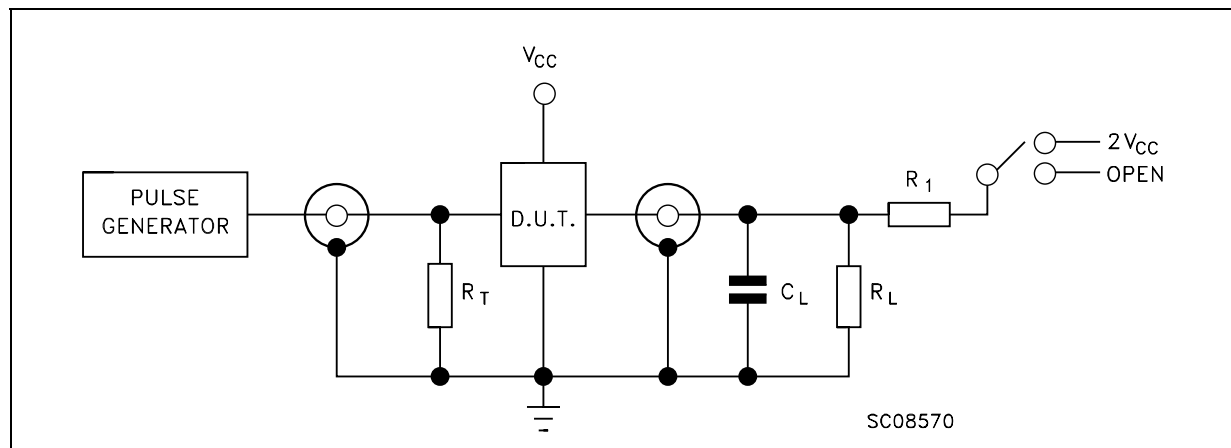 VCC
2VCC
OPEN
R1
PULSE
GENERATOR
D.U.T.
RT
CL
RL
SC08570